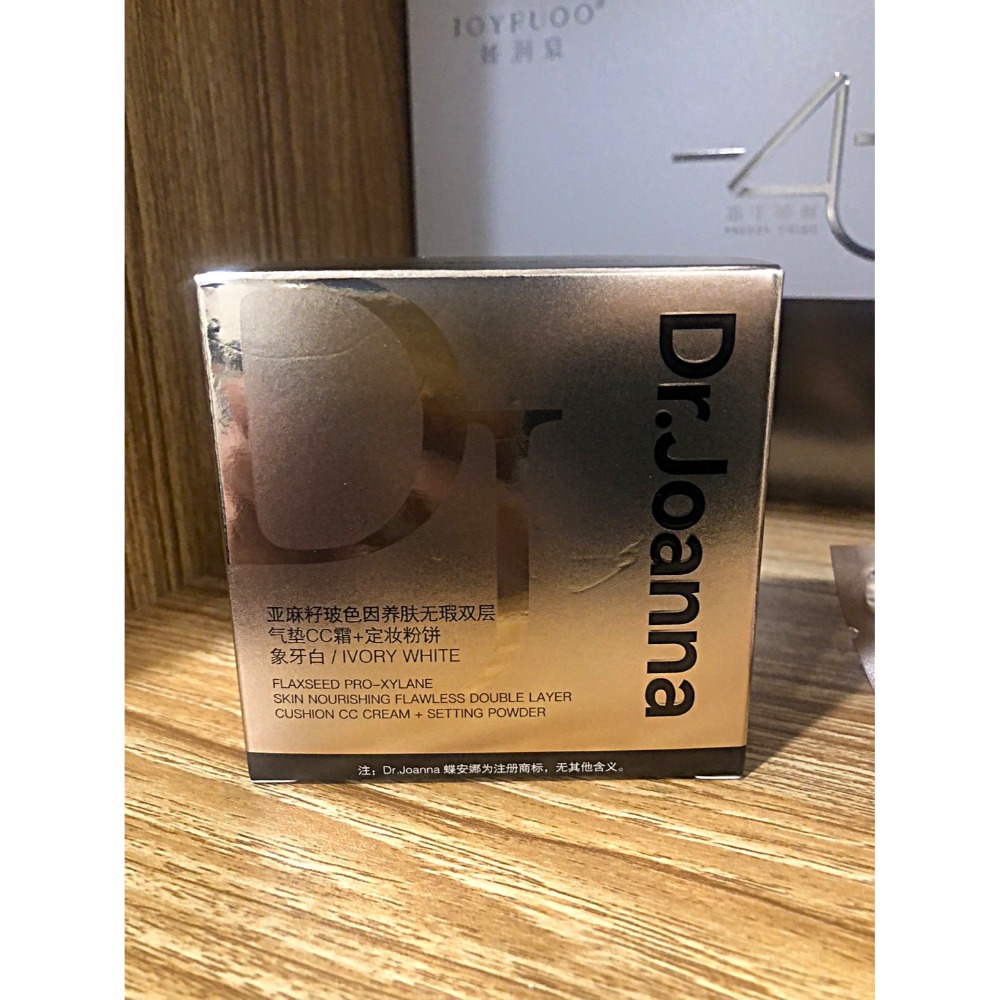 JOYRUOO
-4
Dr.Joanna
DJ
亚麻籽玻色因养肤无瑕双层
气垫CC霜+定妆粉饼
象牙白 / IVORY WHITE
FLAXSEED PRO-XYLANE
SKIN NOURISHING FLAWLESS DOUBLE LAYER
CUSHION CC CREAM + SETTING POWDER
注：Dr.Joanna 蝶安娜为注册商标，无其他含义。